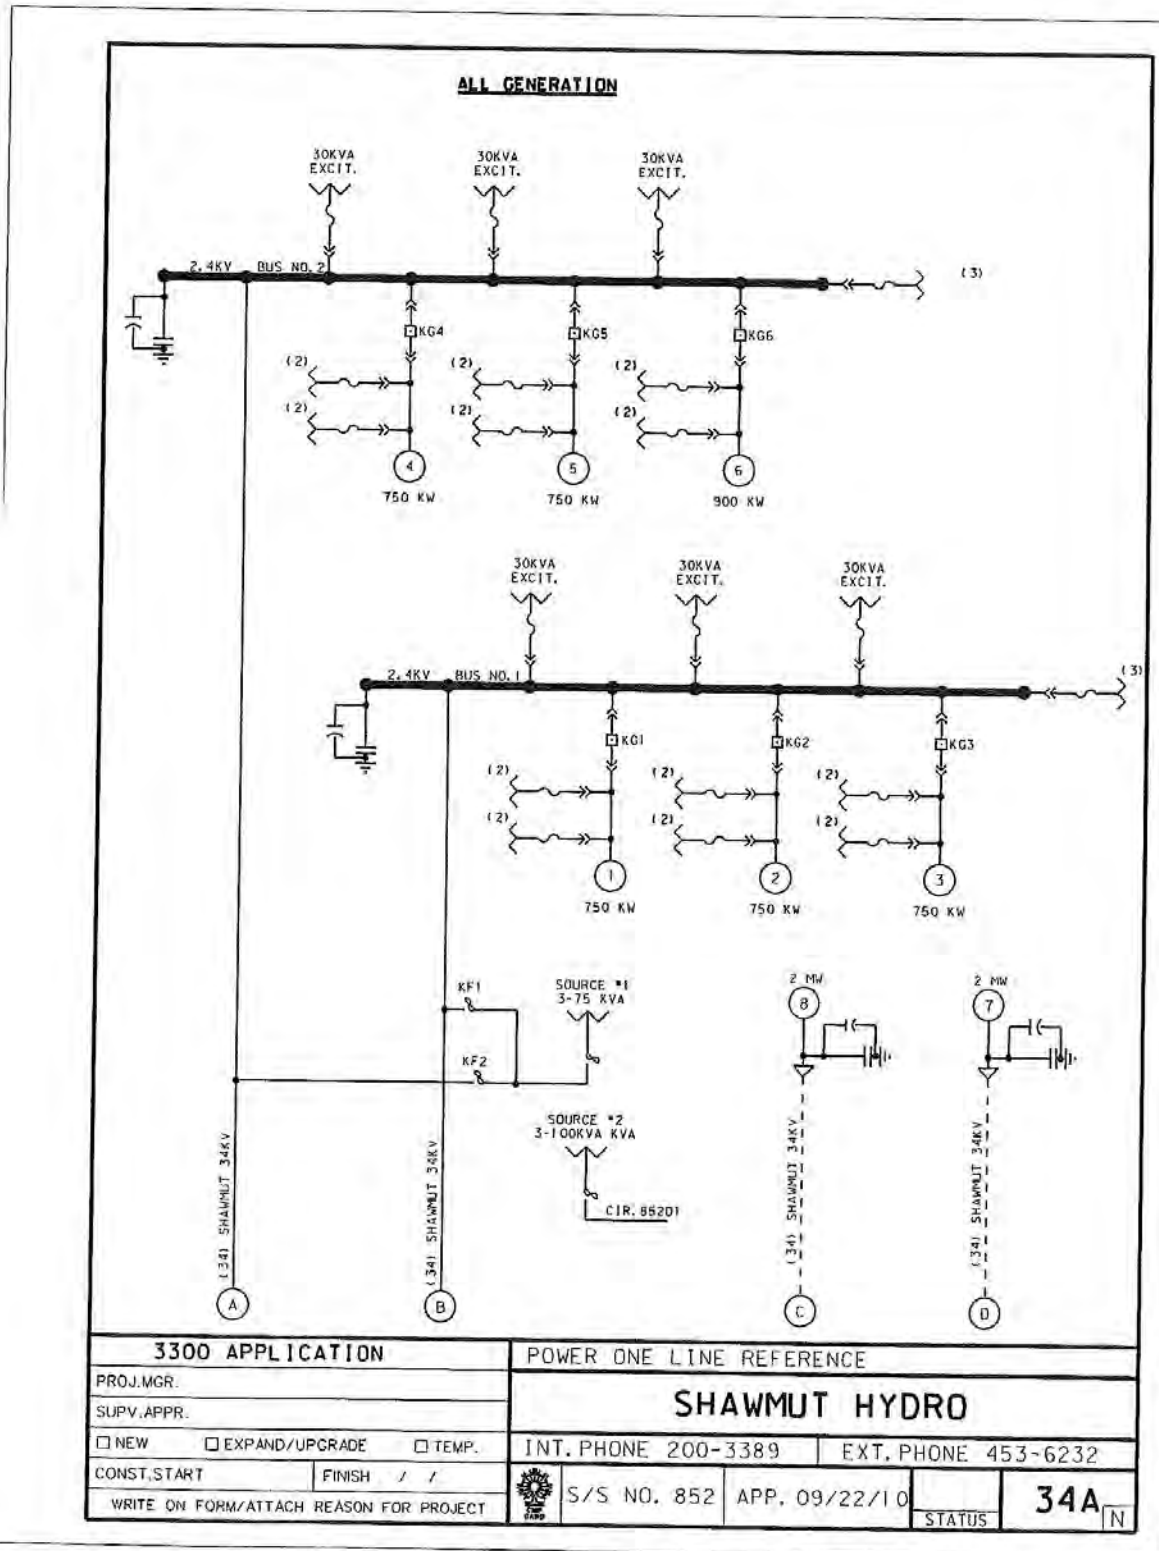 ALL GENERATION
30KVA
EXCIT.
30KVA
EXCIT.
30KVA
EXCIT.
2.4KV BUS NO.2
(3)
KG4
KG5
KG6
(2)
(2)
(2)
(2)
(2)
(2)
4
5
6
750 KW
750 KW
900 KW
30KVA
EXCIT.
30KVA
EXCIT.
30KVA
EXCIT.
2.4KV BUS NO.1
(3)
KG1
KG2
KG3
(2)
(2)
(2)
(2)
(2)
(2)
1
2
3
750 KW
750 KW
750 KW
KF1
SOURCE #1
3-75 KVA
2 MW
8
2 MW
7
KF2
SOURCE #2
3-100KVA KVA
CIR. 85201
(34) SHAWMUT 34KV
(34) SHAWMUT 34KV
(34) SHAWMUT 34KV
(34) SHAWMUT 34KV
A
B
C
D
3300 APPLICATION
PROJ.MGR.
SUPV.APPR.
NEW EXPAND/UPGRADE TEMP.
CONST.START FINISH / /
WRITE ON FORM/ATTACH REASON FOR PROJECT
POWER ONE LINE REFERENCE
SHAWMUT HYDRO
INT. PHONE 200-3389 EXT. PHONE 453-6232
S/S NO. 852 APP. 09/22/10 STATUS 34A N